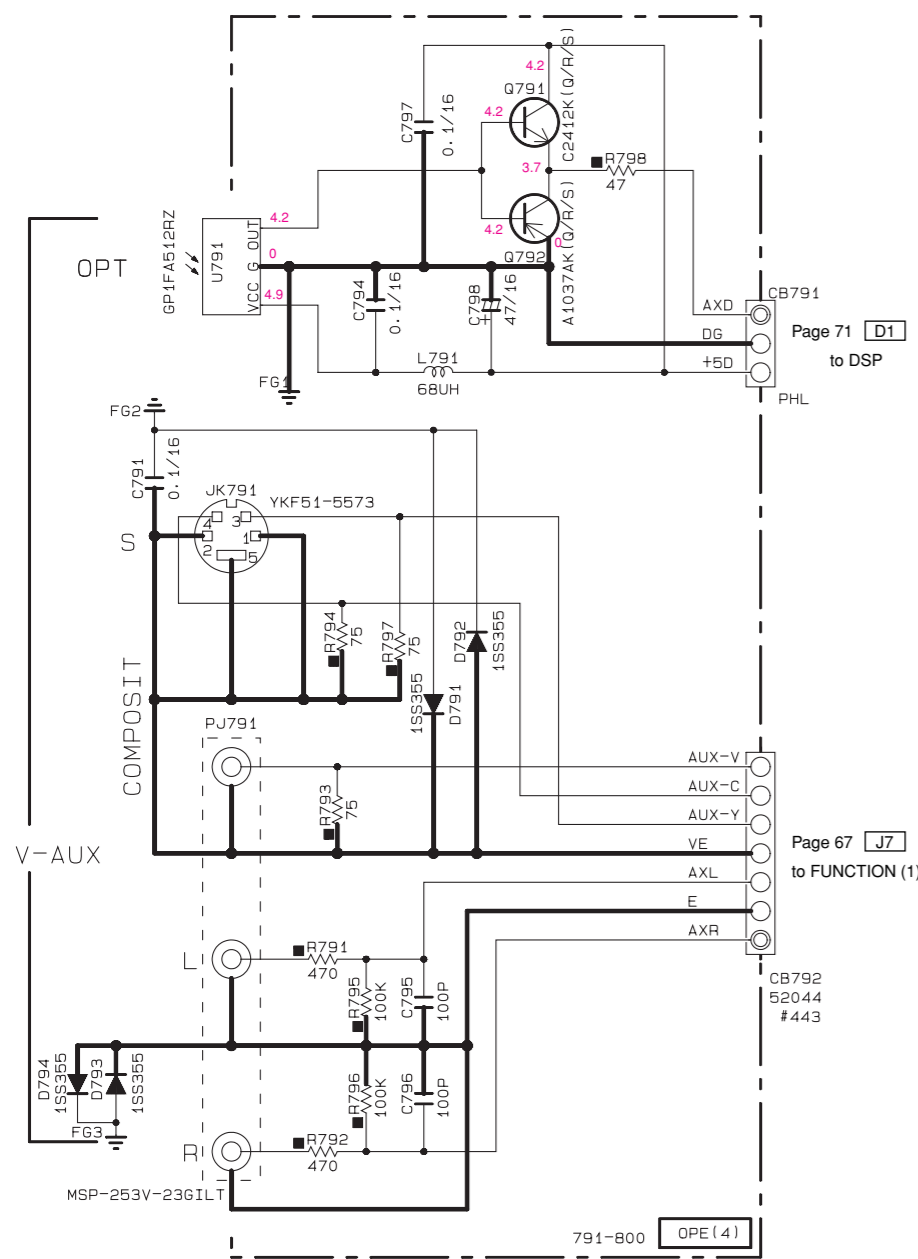 C797
0.1/16
4.2
Q791
4.2
C2412K(Q/R/S)
3.7
R798
47
4.2
Q792
0
A1037AK(Q/R/S)
OPT
GP1FA512RZ
U791
OUT
G
VCC
4.2
0
4.9
C794
0.1/16
C798
47/16
+
L791
68UH
FG1
CB791
AXD
DG
+5D
PHL
Page 71 D1
to DSP
FG2
C791
0.1/16
JK791
YKF51-5573
4
3
2
1
5
S
R794
75
R797
75
D792
1SS355
1SS355
D791
COMPOSIT
PJ791
R793
75
AUX-V
AUX-C
AUX-Y
VE
AXL
E
AXR
Page 67 J7
to FUNCTION (1)
CB792
52044
#443
V-AUX
L
R791
470
R795
100K
C795
100P
D794
1SS355
D793
1SS355
FG3
R796
100K
C796
100P
R
R792
470
MSP-253V-23GILT
791-800
OPE(4)